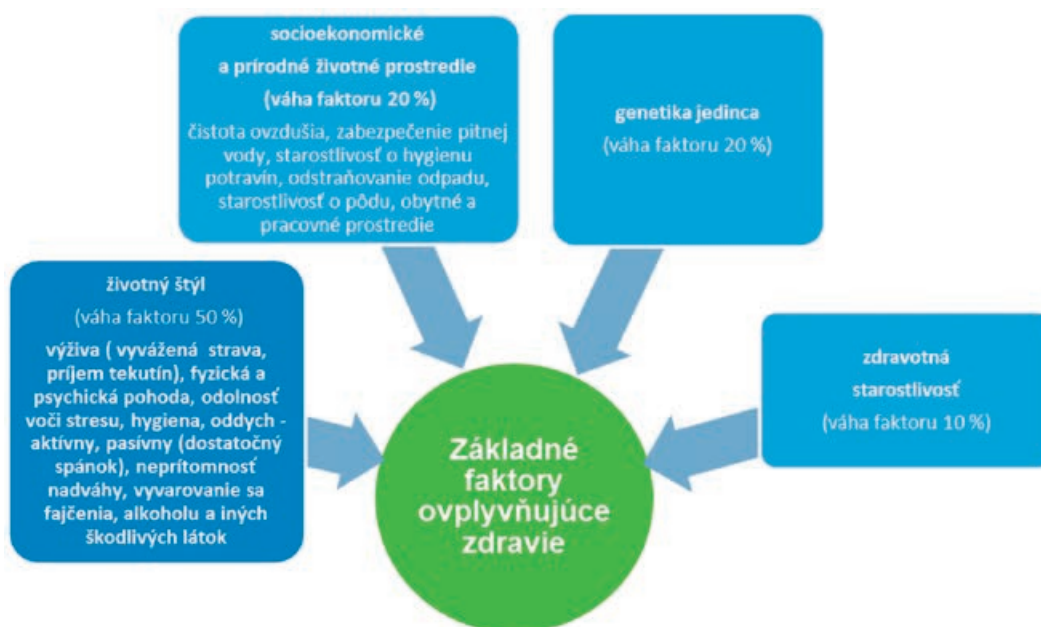 socioekonomické
a prírodné životné prostredie
(váha faktoru 20 %)
čistota ovzdušia, zabezpečenie pitnej
vody, starostlivosť o hygienu
potravín, odstraňovanie odpadu,
starostlivosť o pôdu, obytné a
pracovné prostredie
genetika jedinca
(váha faktoru 20 %)
životný štýl
(váha faktoru 50 %)
výživa ( vyvážená strava,
príjem tekutín), fyzická a
psychická pohoda, odolnosť
voči stresu, hygiena, oddych -
aktívny, pasívny (dostatočný
spánok), neprítomnosť
nadváhy, vyvarovanie sa
fajčenia, alkoholu a iných
škodlivých látok
zdravotná
starostlivosť
(váha faktoru 10 %)
Základné
faktory
ovplyvňujúce
zdravie